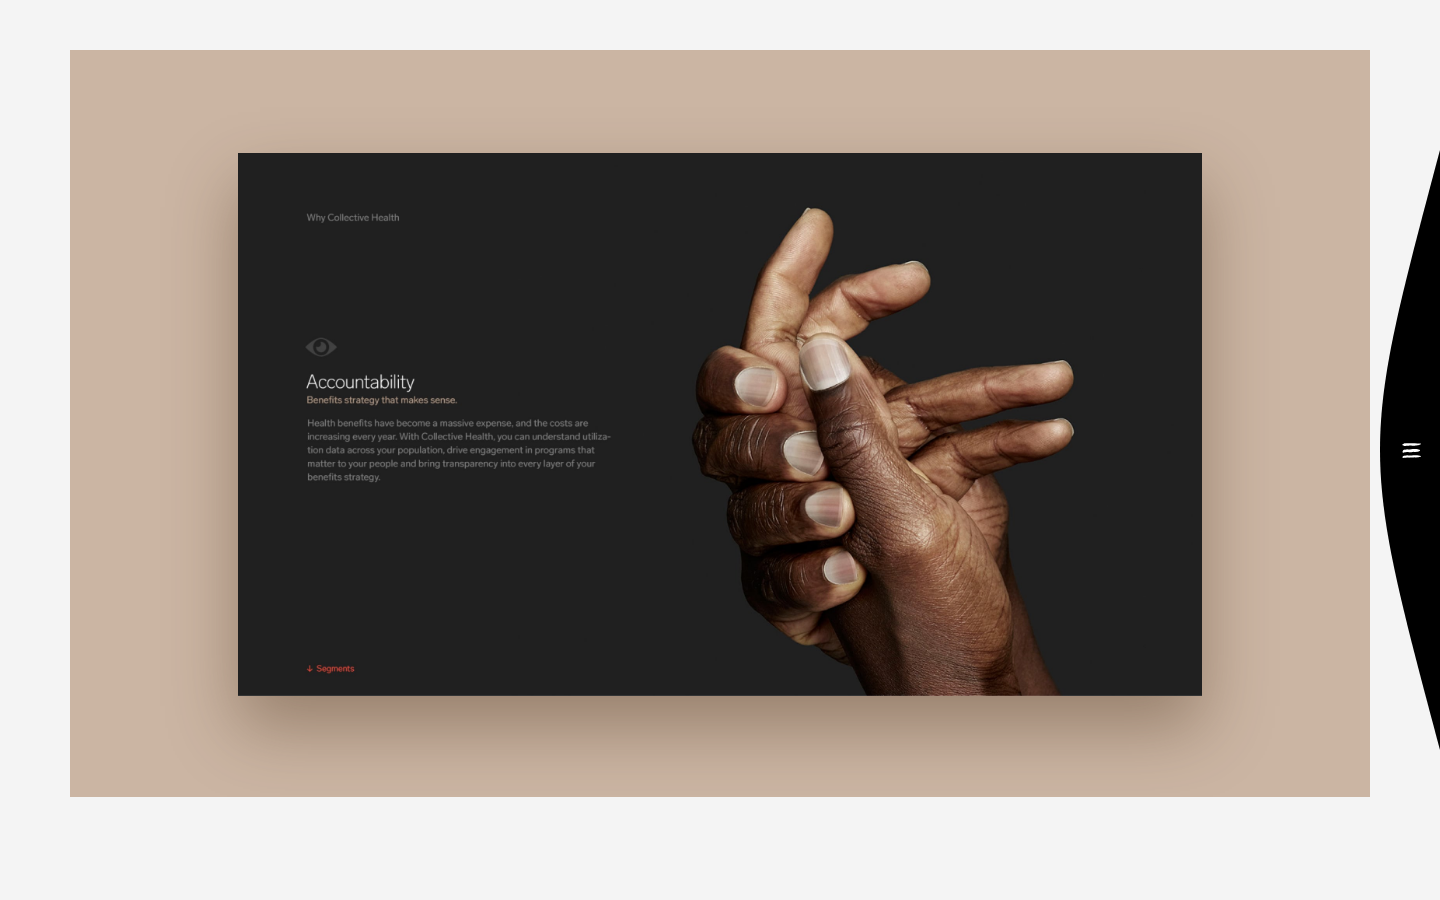 Why Collective Health
Accountability
Benefits strategy that makes sense.
Health benefits have become a massive expense, and the costs are
increasing every year. With Collective Health, you can understand utiliza-
tion data across your population, drive engagement in programs that
matter to your people and bring transparency into every layer of your
benefits strategy.
↓ Segments